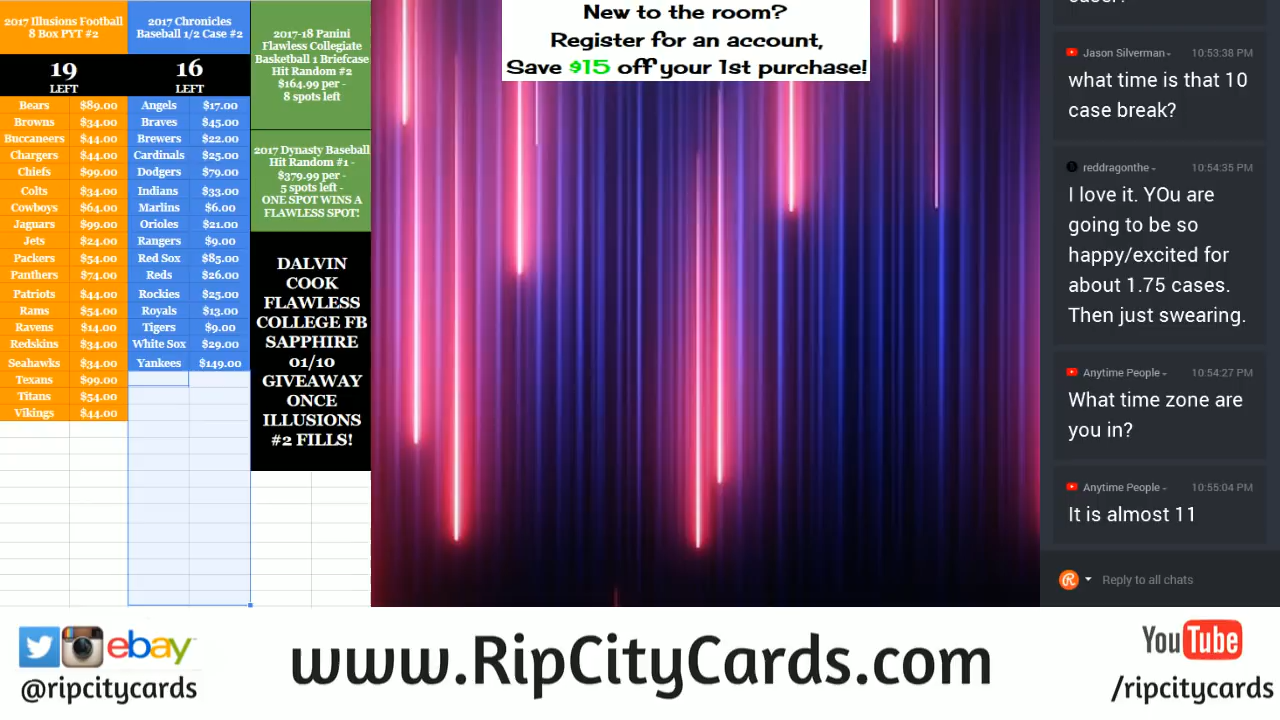 2017 Illusions Football
8 Box PYT #2
19
LEFT
Bears $89.00
Browns $34.00
Buccaneers $44.00
Chargers $44.00
Chiefs $99.00
Colts $34.00
Cowboys $64.00
Jaguars $99.00
Jets $24.00
Packers $54.00
Panthers $74.00
Patriots $44.00
Rams $54.00
Ravens $14.00
Redskins $34.00
Seahawks $34.00
Texans $99.00
Titans $54.00
Vikings $44.00
2017 Chronicles
Baseball 1/2 Case #2
16
LEFT
Angels $17.00
Braves $45.00
Brewers $22.00
Cardinals $25.00
Dodgers $79.00
Indians $33.00
Marlins $6.00
Orioles $21.00
Rangers $9.00
Red Sox $85.00
Reds $26.00
Rockies $25.00
Royals $13.00
Tigers $9.00
White Sox $29.00
Yankees $149.00
2017-18 Panini
Flawless Collegiate
Basketball 1 Briefcase
Hit Random #2
$164.99 per -
8 spots left
2017 Dynasty Baseball
Hit Random #1 -
$379.99 per -
5 spots left -
ONE SPOT WINS A
FLAWLESS SPOT!
DALVIN
COOK
FLAWLESS
COLLEGE FB
SAPPHIRE
01/10
GIVEAWAY
ONCE
ILLUSIONS
#2 FILLS!
New to the room?
Register for an account,
Save $15 off your 1st purchase!
Jason Silverman 10:53:38 PM
what time is that 10
case break?
reddragonthe 10:54:35 PM
I love it. YOu are
going to be so
happy/excited for
about 1.75 cases.
Then just swearing.
Anytime People 10:54:27 PM
What time zone are
you in?
Anytime People 10:55:04 PM
It is almost 11
Reply to all chats
ebay
@ripcitycards
www.RipCityCards.com
YouTube
/ripcitycards